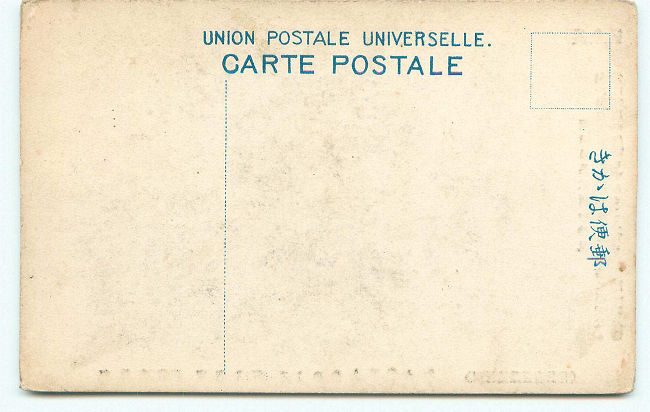 UNION POSTALE UNIVERSELLE.
CARTE POSTALE
郵便はかき